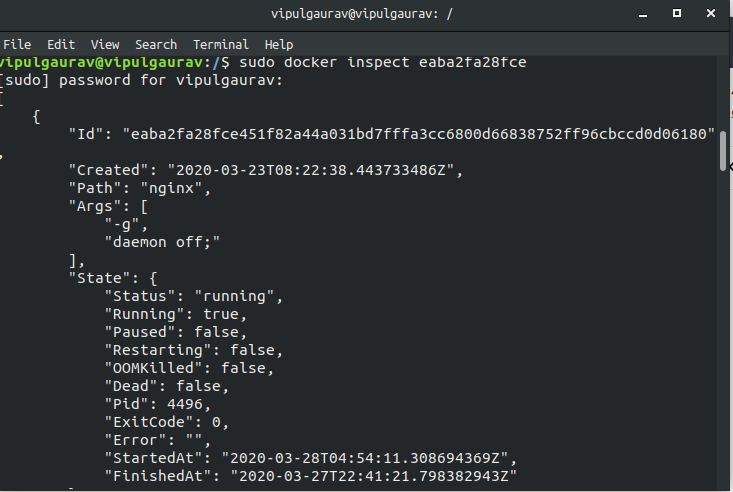 vipulgaurav@vipulgaurav: /
File Edit View Search Terminal Help
vipulgaurav@vipulgaurav:/$ sudo docker inspect eaba2fa28fce
[sudo] password for vipulgaurav:
[
    {
        "Id": "eaba2fa28fce451f82a44a031bd7fffa3cc6800d66838752ff96cbccd0d06180"
,
        "Created": "2020-03-23T08:22:38.443733486Z",
        "Path": "nginx",
        "Args": [
            "-g",
            "daemon off;"
        ],
        "State": {
            "Status": "running",
            "Running": true,
            "Paused": false,
            "Restarting": false,
            "OOMKilled": false,
            "Dead": false,
            "Pid": 4496,
            "ExitCode": 0,
            "Error": "",
            "StartedAt": "2020-03-28T04:54:11.308694369Z",
            "FinishedAt": "2020-03-27T22:41:21.798382943Z"